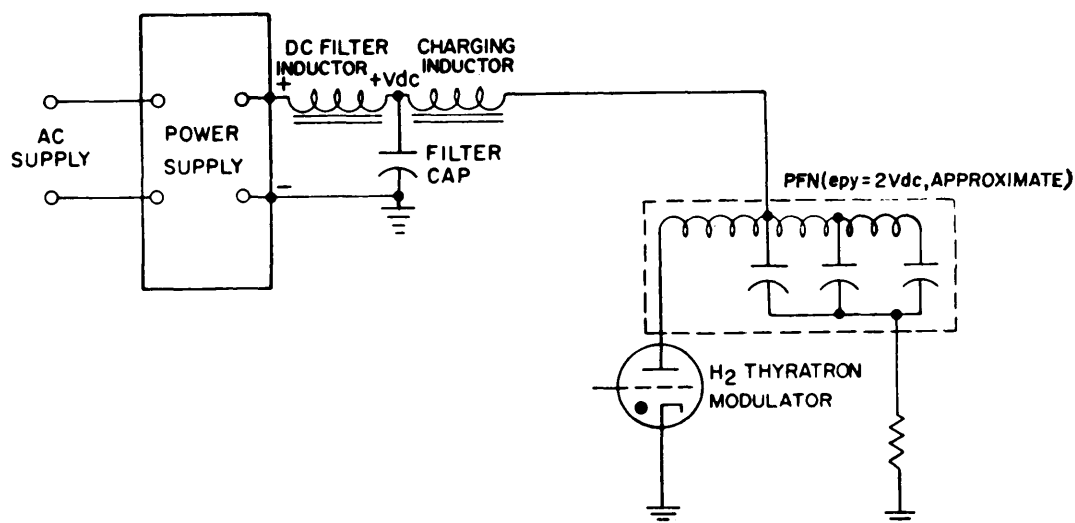 DC FILTER
INDUCTOR
CHARGING
INDUCTOR
+
+Vdc
AC
SUPPLY
POWER
SUPPLY
FILTER
CAP
-
PFN(epy=2Vdc,APPROXIMATE)
H2 THYRATRON
MODULATOR